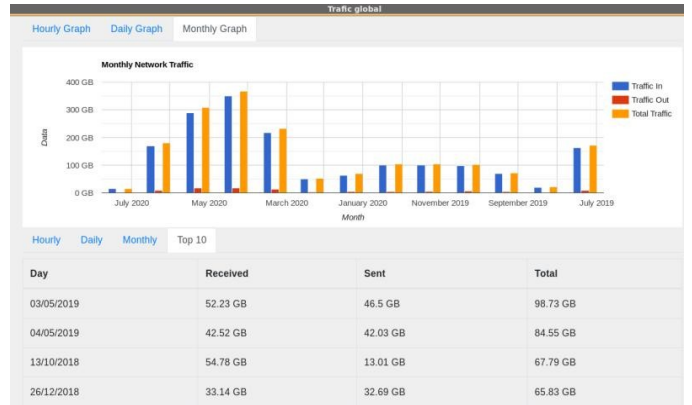 Trafic global
Hourly Graph Daily Graph Monthly Graph
Monthly Network Traffic
400 GB
300 GB
200 GB
100 GB
0 GB
Data
Traffic In
Traffic Out
Total Traffic
July 2020 May 2020 March 2020 January 2020 November 2019 September 2019 July 2019
Month
Hourly Daily Monthly Top 10
Day Received Sent Total
03/05/2019 52.23 GB 46.5 GB 98.73 GB
04/05/2019 42.52 GB 42.03 GB 84.55 GB
13/10/2018 54.78 GB 13.01 GB 67.79 GB
26/12/2018 33.14 GB 32.69 GB 65.83 GB